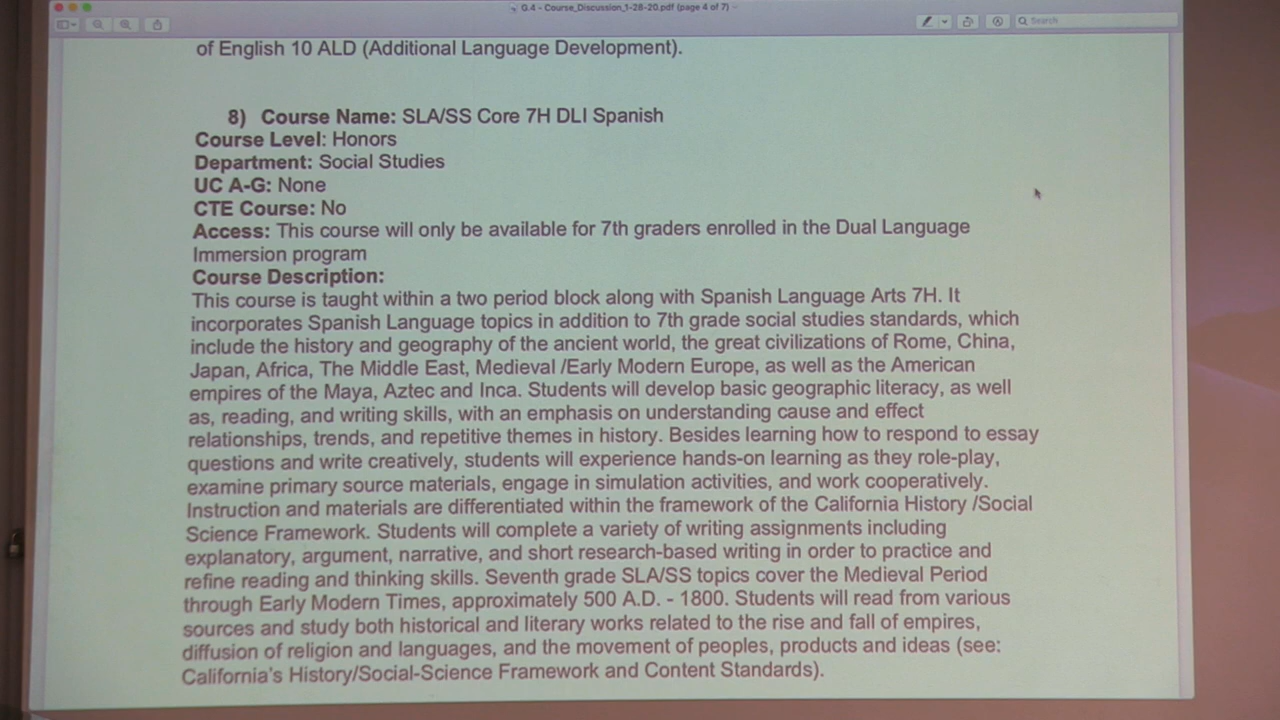 G.4 - Course_Discussion_1-28-20.pdf (page 4 of 7)
Search
of English 10 ALD (Additional Language Development).
8) Course Name: SLA/SS Core 7H DLI Spanish
Course Level: Honors
Department: Social Studies
UC A-G: None
CTE Course: No
Access: This course will only be available for 7th graders enrolled in the Dual Language
Immersion program
Course Description:
This course is taught within a two period block along with Spanish Language Arts 7H. It
incorporates Spanish Language topics in addition to 7th grade social studies standards, which
include the history and geography of the ancient world, the great civilizations of Rome, China,
Japan, Africa, The Middle East, Medieval /Early Modern Europe, as well as the American
empires of the Maya, Aztec and Inca. Students will develop basic geographic literacy, as well
as, reading, and writing skills, with an emphasis on understanding cause and effect
relationships, trends, and repetitive themes in history. Besides learning how to respond to essay
questions and write creatively, students will experience hands-on learning as they role-play,
examine primary source materials, engage in simulation activities, and work cooperatively.
Instruction and materials are differentiated within the framework of the California History /Social
Science Framework. Students will complete a variety of writing assignments including
explanatory, argument, narrative, and short research-based writing in order to practice and
refine reading and thinking skills. Seventh grade SLA/SS topics cover the Medieval Period
through Early Modern Times, approximately 500 A.D. - 1800. Students will read from various
sources and study both historical and literary works related to the rise and fall of empires,
diffusion of religion and languages, and the movement of peoples, products and ideas (see:
California's History/Social-Science Framework and Content Standards).